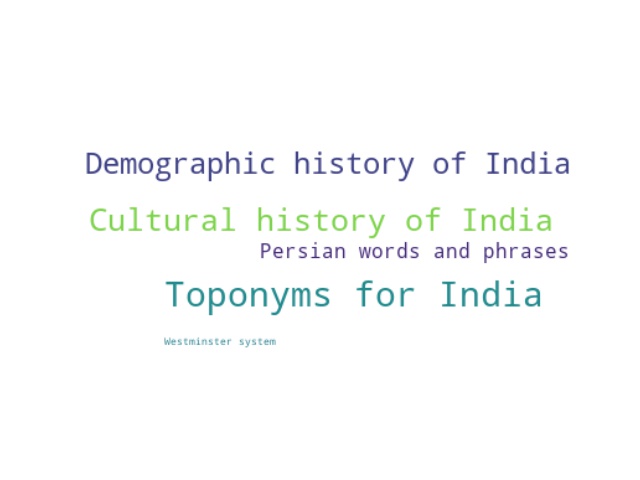 Demographic history of India
Cultural history of India
Persian words and phrases
Toponyms for India
Westminster system